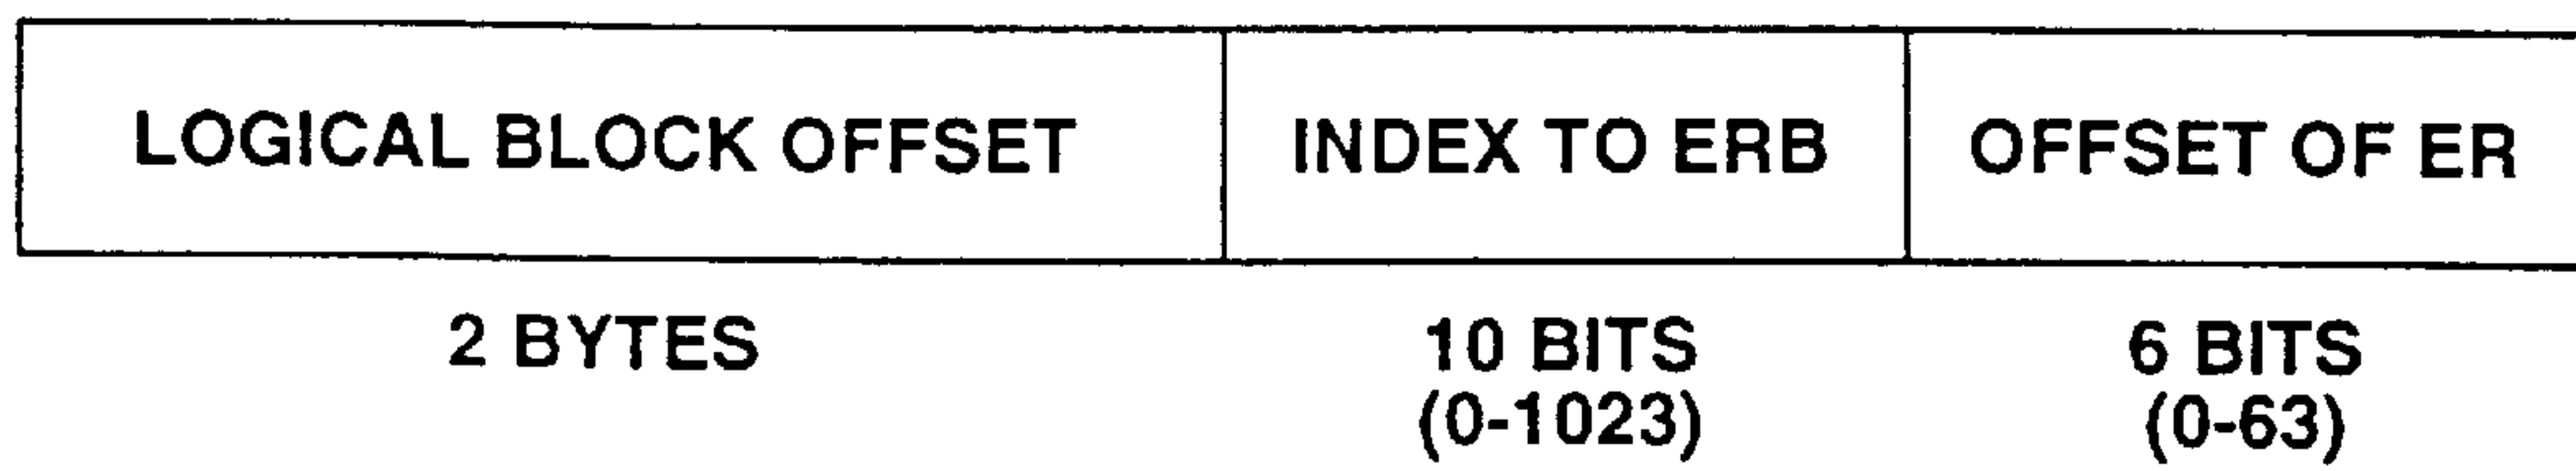 LOGICAL BLOCK OFFSET INDEX TO ERB OFFSET OF ER
2 BYTES 10 BITS 6 BITS
(0-1023) (0-63)